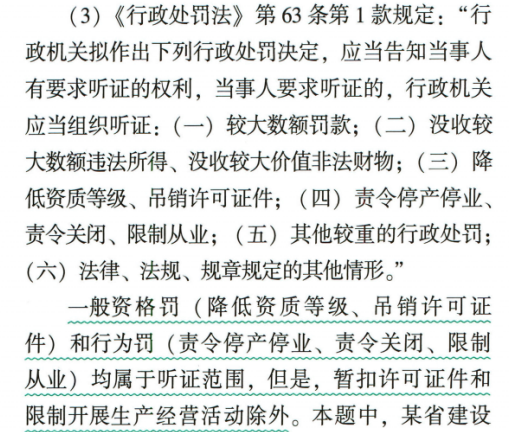 （3）《行政处罚法》第 63 条第 1 款规定：“行
政机关拟作出下列行政处罚决定，应当告知当事人
有要求听证的权利，当事人要求听证的，行政机关
应当组织听证：（一）较大数额罚款；（二）没收较
大数额违法所得、没收较大价值非法财物；（三）降
低资质等级、吊销许可证件；（四）责令停产停业、
责令关闭、限制从业；（五）其他较重的行政处罚；
（六）法律、法规、规章规定的其他情形。”
一般资格罚（降低资质等级、吊销许可证
件）和行为罚（责令停产停业、责令关闭、限制
从业）均属于听证范围，但是，暂扣许可证件和
限制开展生产经营活动除外。本题中，某省建设